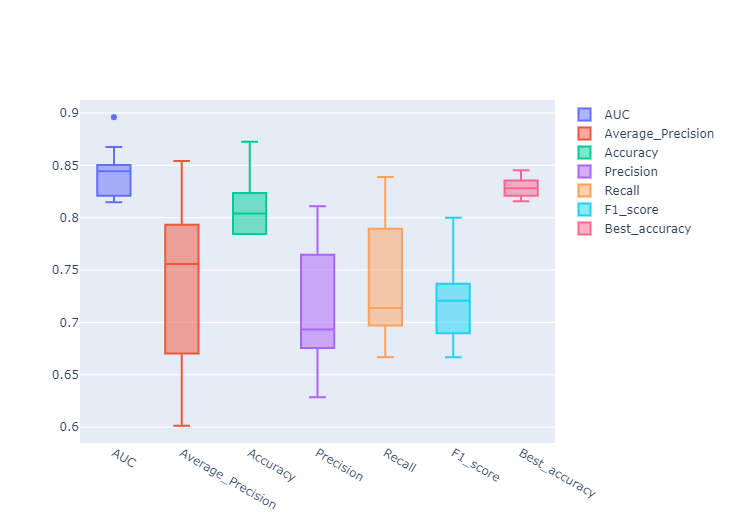 0.9
0.85
0.8
0.75
0.7
0.65
0.6
AUC
Average_Precision
Accuracy
Precision
Recall
F1_score
Best_accuracy
AUC
Average_Precision
Accuracy
Precision
Recall
F1_score
Best_accuracy